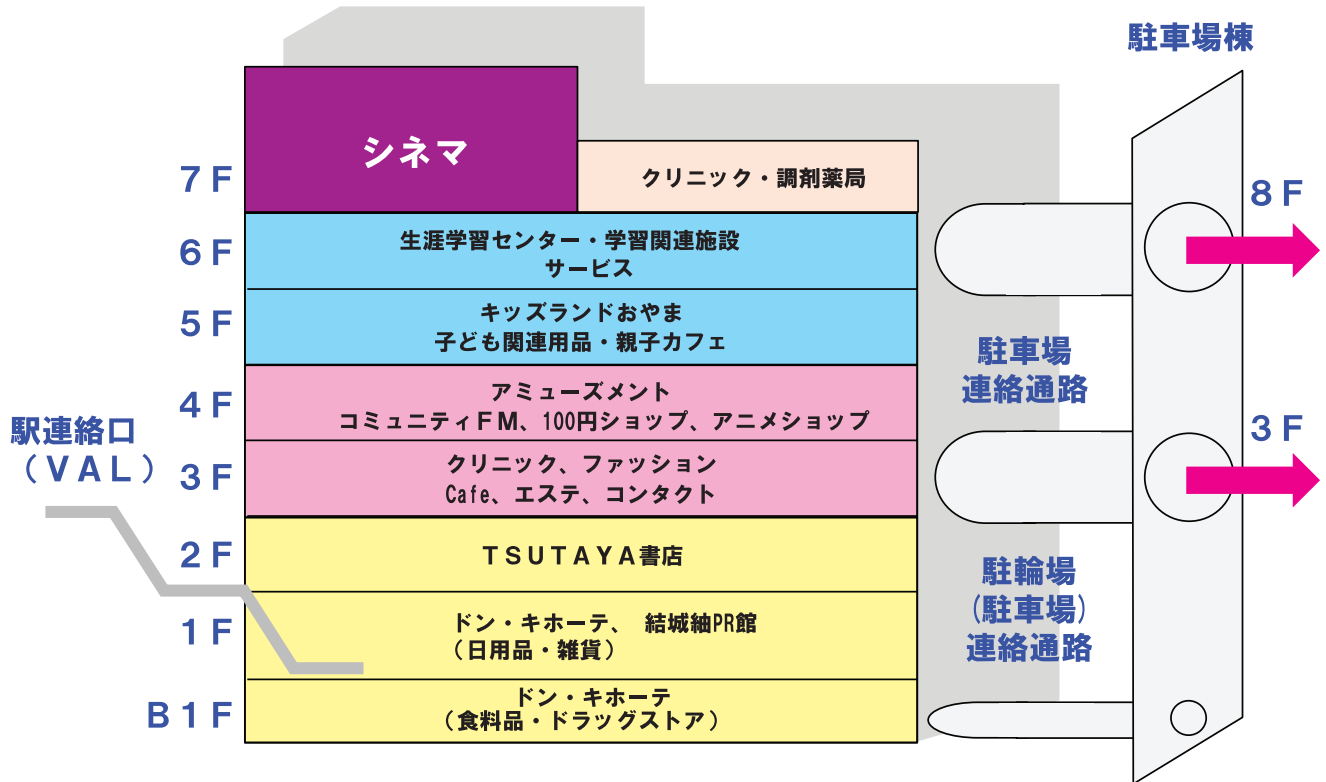 駐車場棟
シネマ
7F
クリニック・調剤薬局
8F
6F
生涯学習センター・学習関連施設
サービス
5F
キッズランドおやま
子ども関連用品・親子カフェ
駐車場
連絡通路
4F
アミューズメント
コミュニティFM、100円ショップ、アニメショップ
3F
駅連絡口
(VAL)
3F
クリニック、ファッション
Cafe、エステ、コンタクト
2F
TSUTAYA書店
駐輪場
(駐車場)
連絡通路
1F
ドン・キホーテ、 結城紬PR館
(日用品・雑貨)
B1F
ドン・キホーテ
(食料品・ドラッグストア)